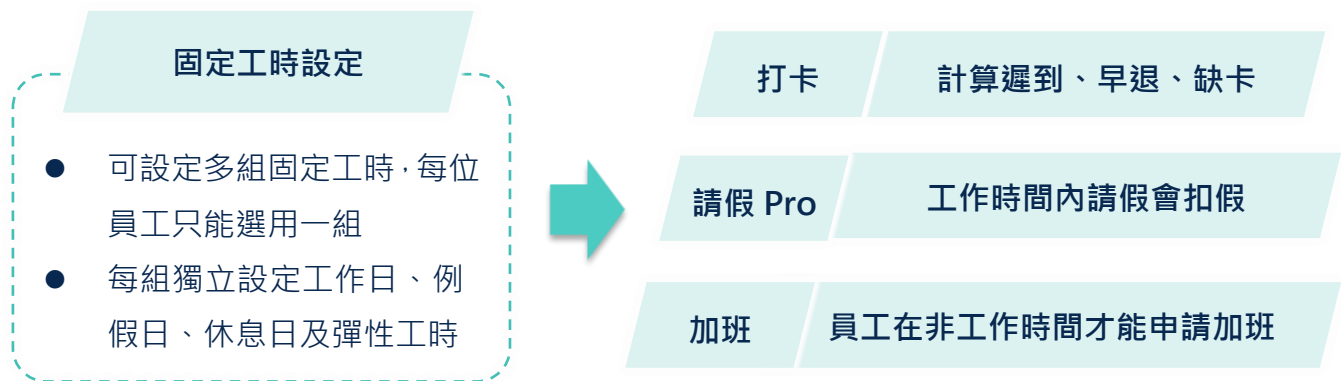 固定工時設定
● 可設定多組固定工時，每位
員工只能選用一組
● 每組獨立設定工作日、例
假日、休息日及彈性工時
打卡 計算遲到、早退、缺卡
請假 Pro 工作時間內請假會扣假
加班 員工在非工作時間才能申請加班